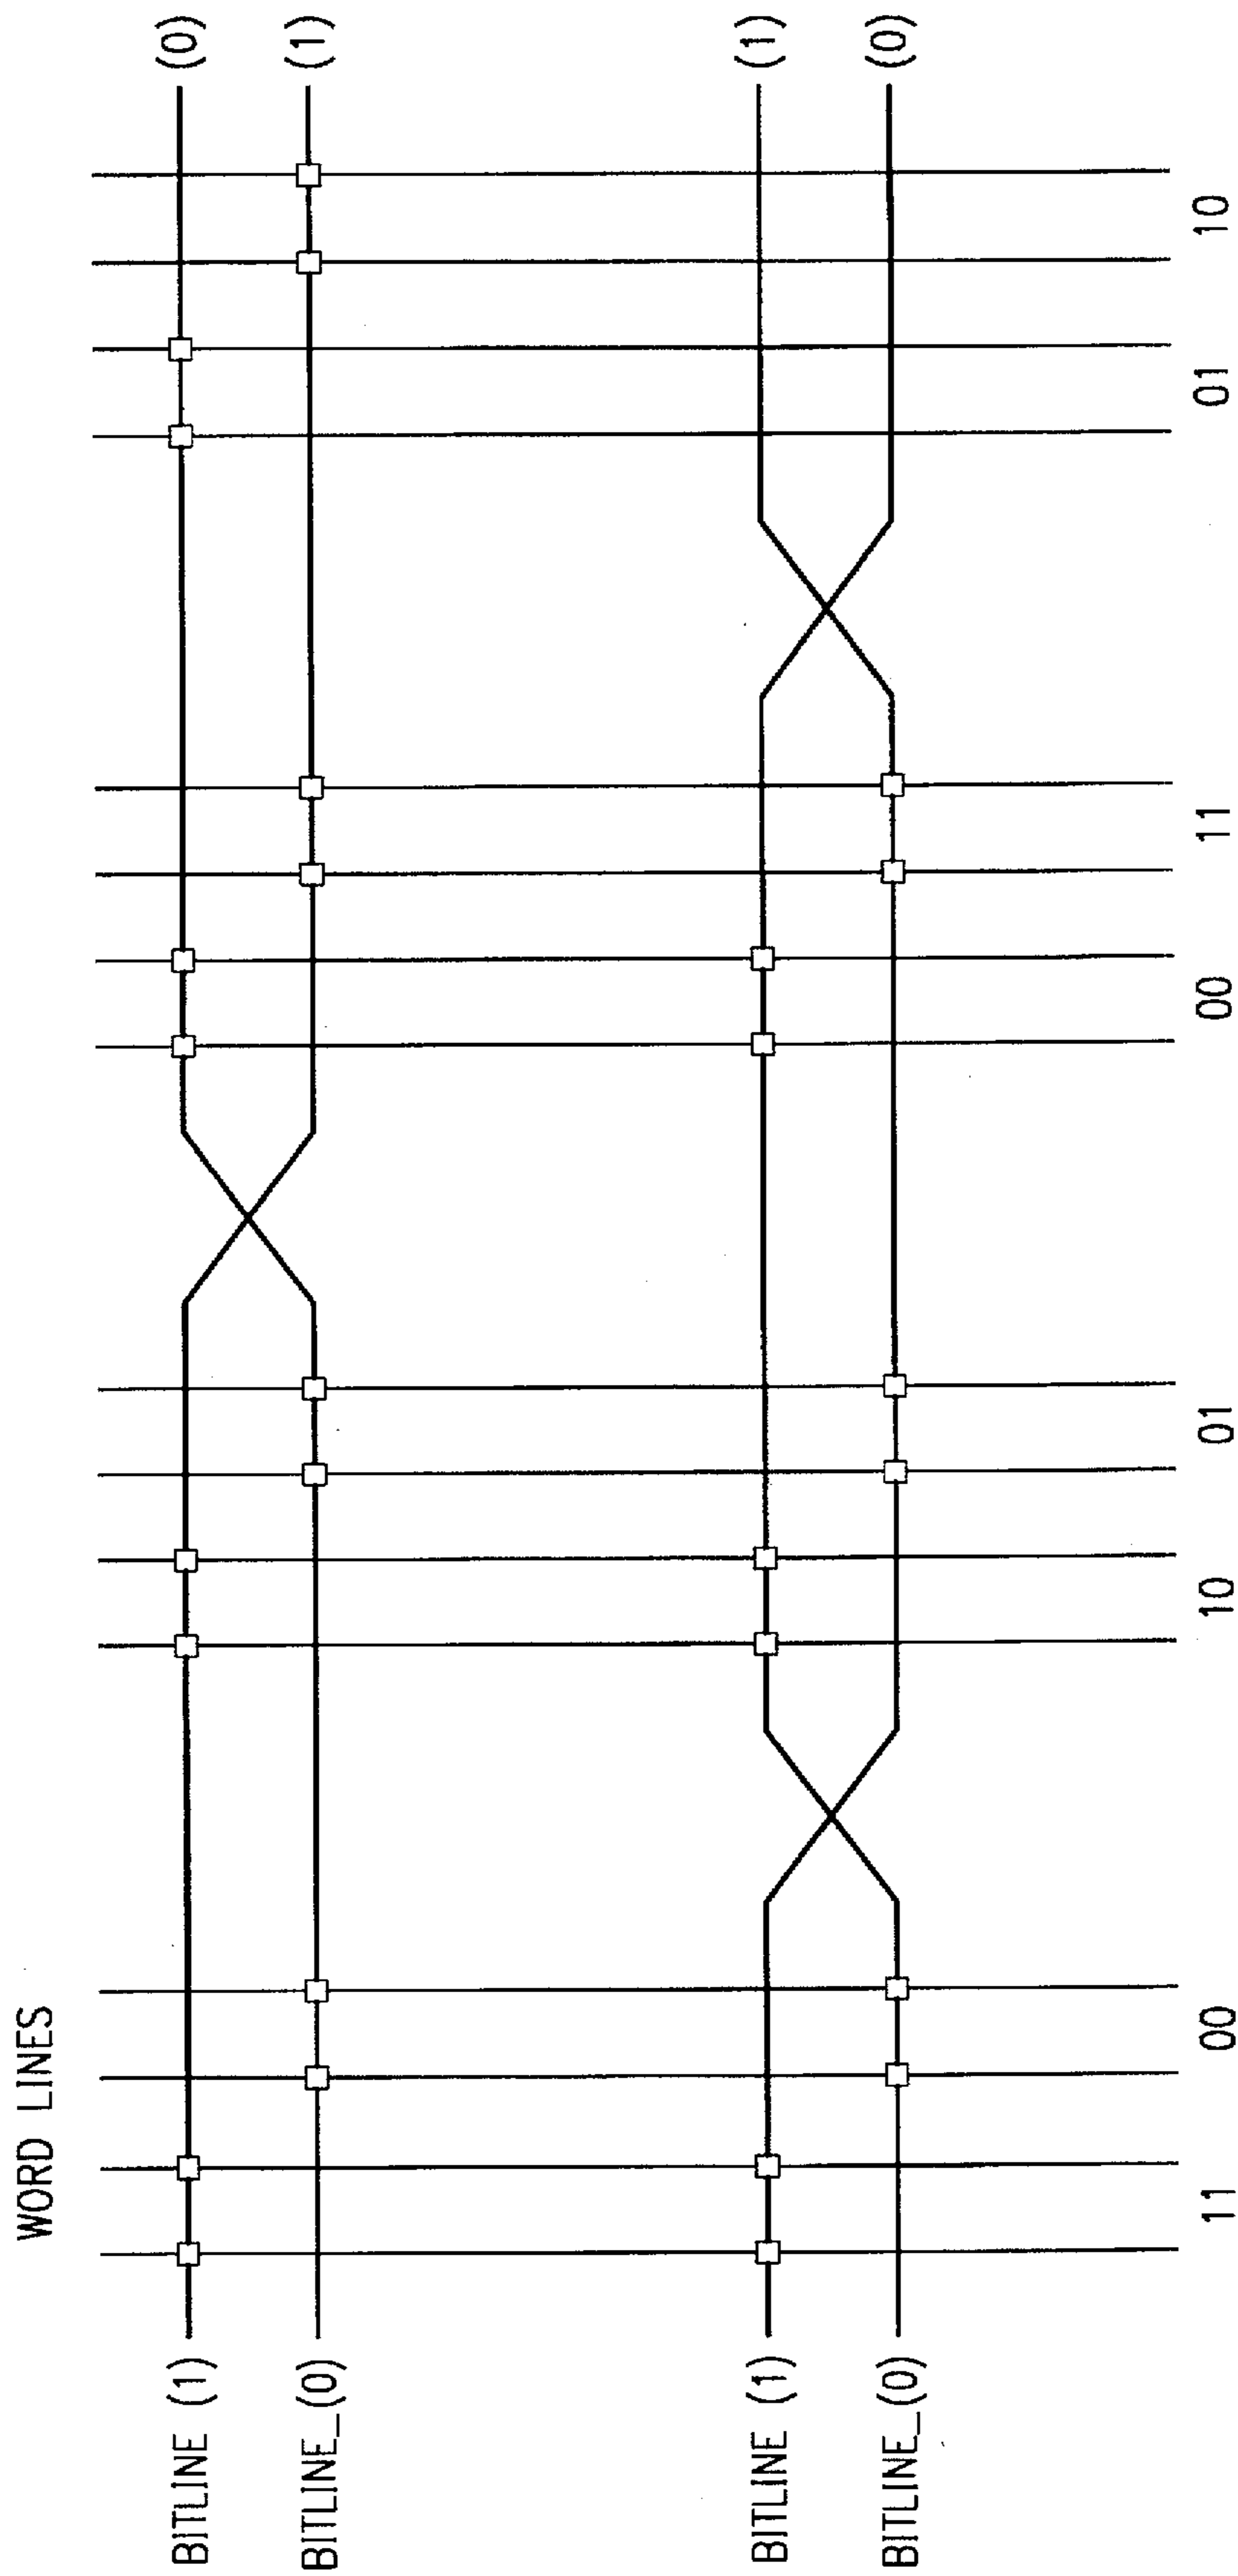 WORD LINES
BITLINE (1) (0)
BITLINE_(0) (1)
BITLINE (1) (1)
BITLINE_(0) (0)
11 00 10 01 00 11 01 10